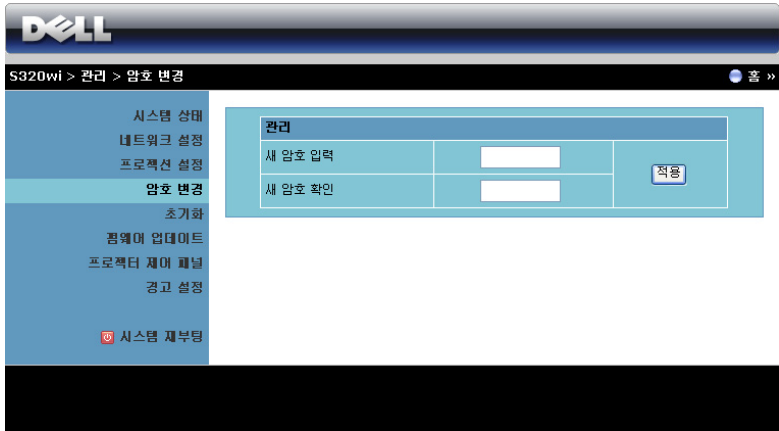 DELL
S320wi > 관리 > 암호 변경
홈 »
시스템 상태
네트워크 설정
프로젝션 설정
암호 변경
초기화
펌웨어 업데이트
프로젝터 제어 패널
경고 설정
시스템 재부팅
관리
새 암호 입력
새 암호 확인
적용